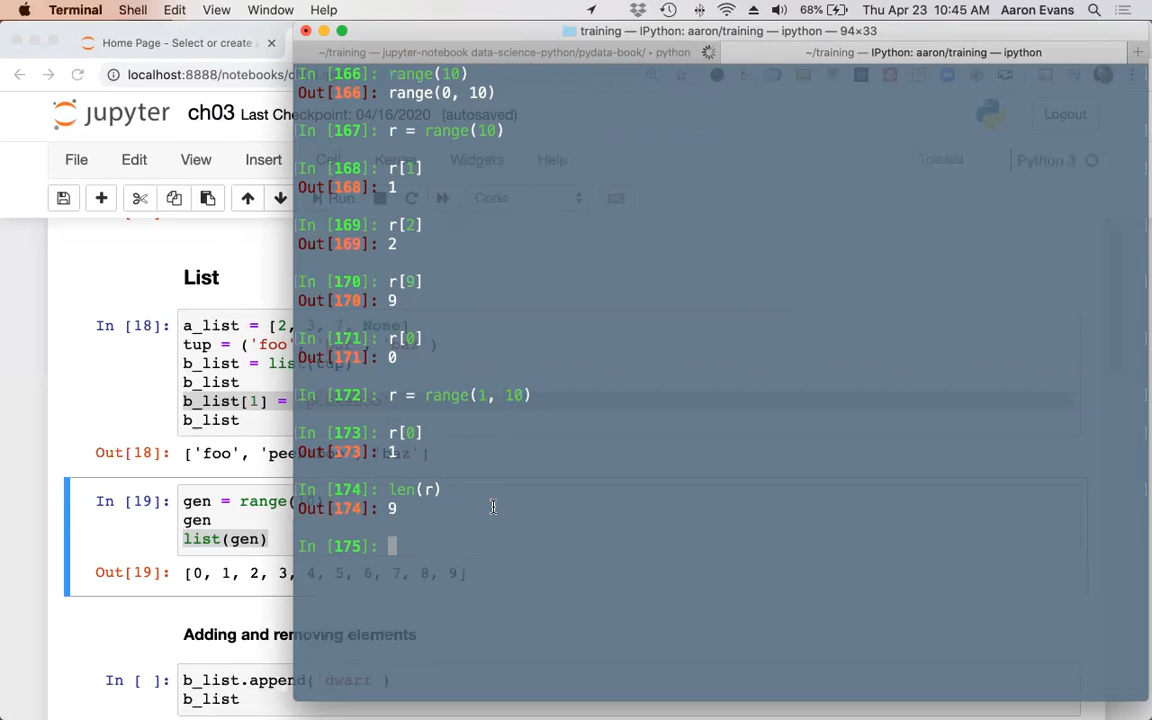 Terminal Shell Edit View Window Help 68% Thu Apr 23 10:45 AM Aaron Evans
Home Page - Select or create
training — IPython: aaron/training — ipython — 94×33
~/training — jupyter-notebook data-science-python/pydata-book/ ▸ python
~/training — IPython: aaron/training — ipython
localhost:8888/notebooks/
jupyter ch03 Last Checkpoint: 04/16/2020 (autosaved)
Logout
File Edit View Insert Cell Kernel Widgets Help
Trusted Python 3
Run Code
In [166]: range(10)
Out[166]: range(0, 10)
In [167]: r = range(10)
In [168]: r[1]
Out[168]: 1
In [169]: r[2]
Out[169]: 2
In [170]: r[9]
Out[170]: 9
In [171]: r[0]
Out[171]: 0
In [172]: r = range(1, 10)
In [173]: r[0]
Out[173]: 1
In [174]: len(r)
Out[174]: 9
In [175]:
List
In [18]: a_list = [2, 3, 7, None]
tup = ('foo'
b_list = list(tup)
b_list
b_list[1] =
b_list
Out[18]: ['foo',
In [19]: gen = range(
gen
list(gen)
Out[19]: [0, 1, 2, 3, 4, 5, 6, 7, 8, 9]
Adding and removing elements
In [ ]: b_list.append('dwarf')
b_list